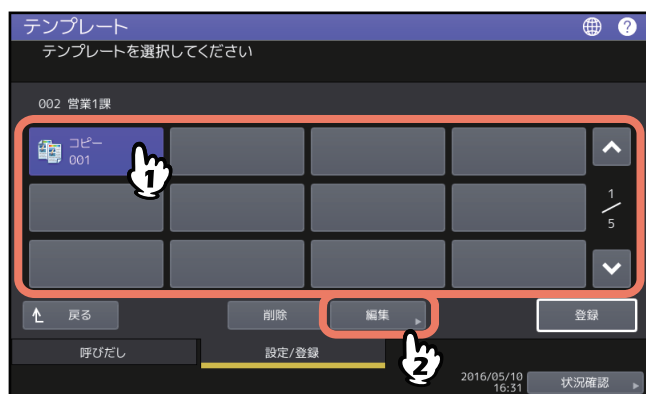 テンプレート
?
テンプレートを選択してください
002 営業1課
コピー
001
1
1
5
戻る
削除
編集
登録
2
呼びだし
設定/登録
2016/05/10
16:31
状況確認